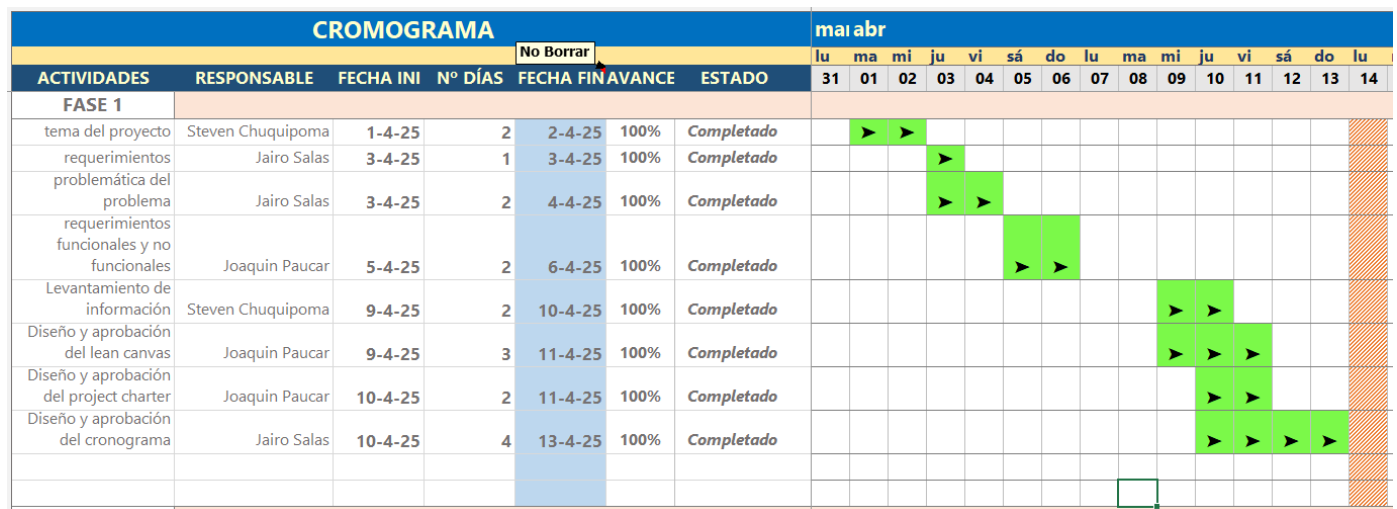 CROMOGRAMA
mar abr
No Borrar
lu ma mi ju vi sá do lu ma mi ju vi sá do lu
ACTIVIDADES RESPONSABLE FECHA INI Nº DÍAS FECHA FIN AVANCE ESTADO
31 01 02 03 04 05 06 07 08 09 10 11 12 13 14
FASE 1
tema del proyecto Steven Chuquipoma 1-4-25 2 2-4-25 100% Completado
requerimientos Jairo Salas 3-4-25 1 3-4-25 100% Completado
problemática del
problema Jairo Salas 3-4-25 2 4-4-25 100% Completado
requerimientos
funcionales y no
funcionales Joaquin Paucar 5-4-25 2 6-4-25 100% Completado
Levantamiento de
información Steven Chuquipoma 9-4-25 2 10-4-25 100% Completado
Diseño y aprobación
del lean canvas Joaquin Paucar 9-4-25 3 11-4-25 100% Completado
Diseño y aprobación
del project charter Joaquin Paucar 10-4-25 2 11-4-25 100% Completado
Diseño y aprobación
del cronograma Jairo Salas 10-4-25 4 13-4-25 100% Completado